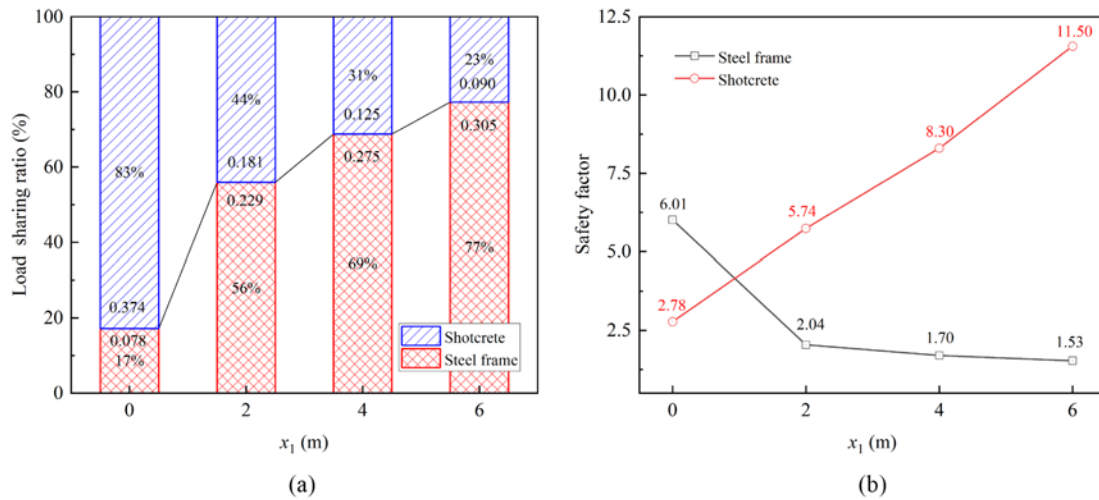 100
80
60
40
20
0
Load sharing ratio (%)
83%
0.374
0.078
17%
44%
0.181
0.229
56%
31%
0.125
0.275
69%
23%
0.090
0.305
77%
Shotcrete
Steel frame
0 2 4 6
x₁ (m)
(a)
12.5
10.0
7.5
5.0
2.5
Safety factor
Steel frame
Shotcrete
6.01
2.78
5.74
2.04
8.30
1.70
11.50
1.53
0 2 4 6
x₁ (m)
(b)